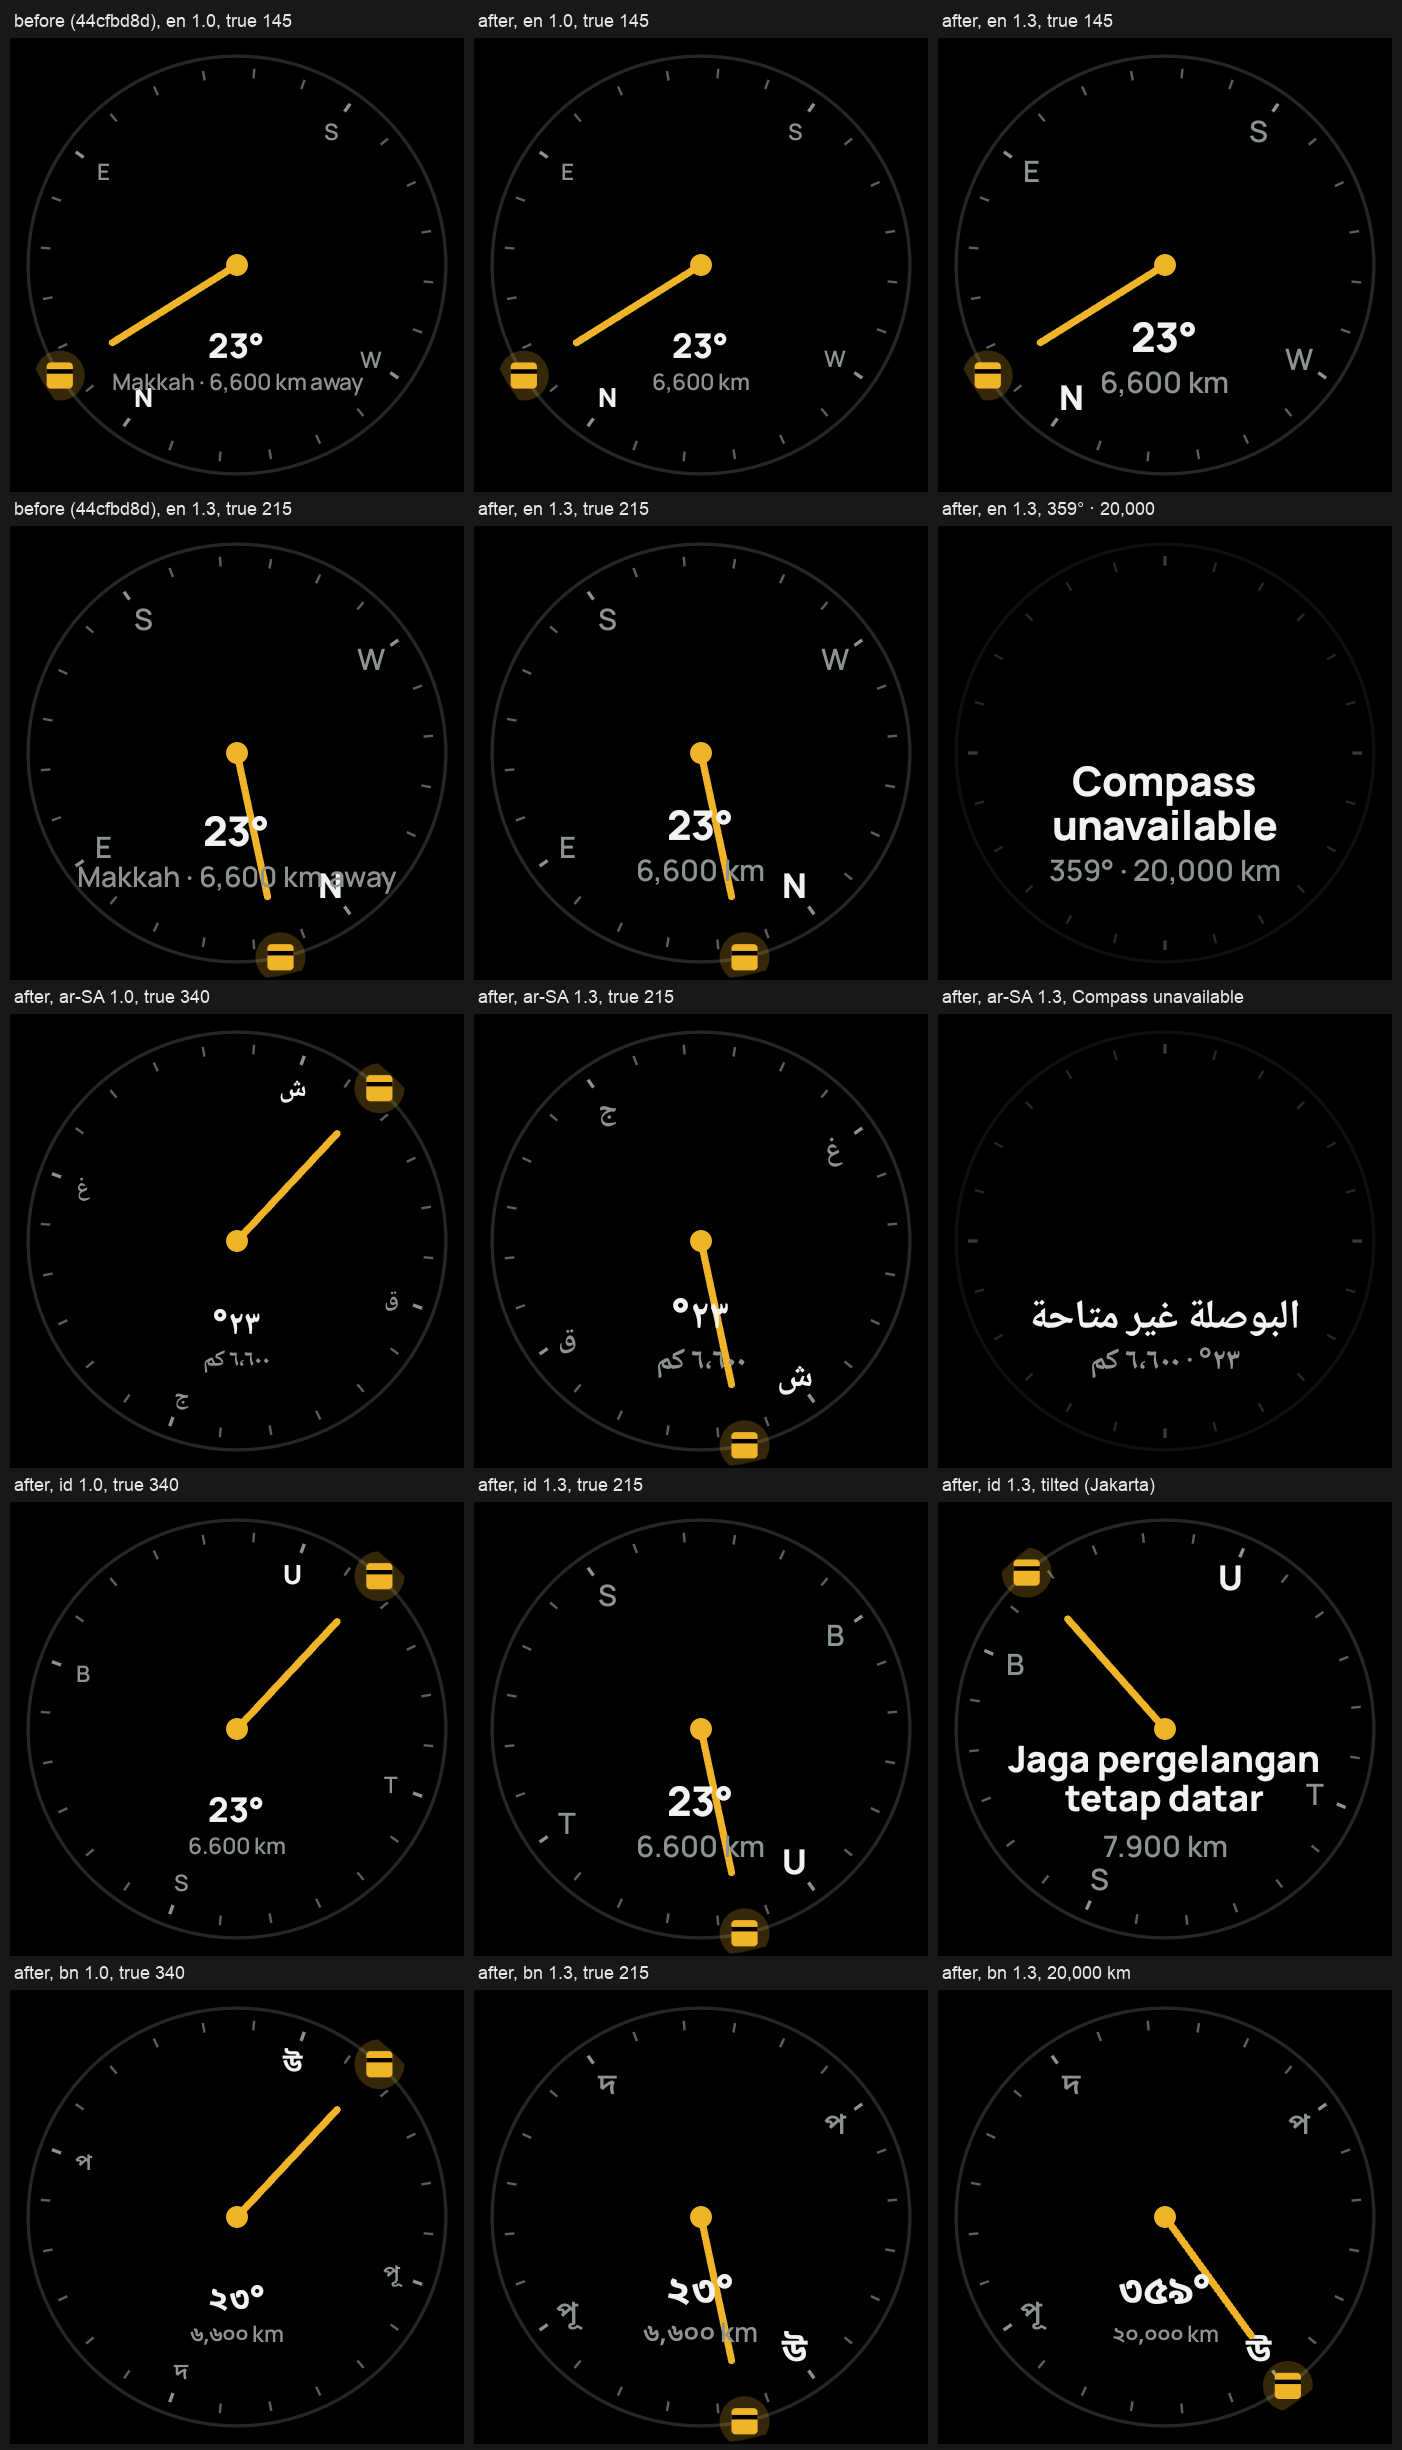 before (44cfbd8d), en 1.0, true 145
S
E
23°
W
Makkah · 6,600 km away
N
after, en 1.0, true 145
S
E
23°
W
6,600 km
N
after, en 1.3, true 145
S
E
23°
W
6,600 km
N
before (44cfbd8d), en 1.3, true 215
S
W
23°
E
Makkah · 6,600 km away
N
after, en 1.3, true 215
S
W
23°
E
6,600 km
N
after, en 1.3, 359° · 20,000
Compass
unavailable
359° · 20,000 km
after, ar-SA 1.0, true 340
ش
غ
ق
٢٣°
٦٬٦٠٠ كم
ج
after, ar-SA 1.3, true 215
ج
غ
٢٣°
ق
٦٬٦٠٠ كم
ش
after, ar-SA 1.3, Compass unavailable
البوصلة غير متاحة
٢٣° · ٦٬٦٠٠ كم
after, id 1.0, true 340
U
B
T
23°
6.600 km
S
after, id 1.3, true 215
S
B
23°
T
6.600 km
U
after, id 1.3, tilted (Jakarta)
U
B
Jaga pergelangan
tetap datar
T
7.900 km
S
after, bn 1.0, true 340
উ
প
পূ
২৩°
৬,৬০০ km
দ
after, bn 1.3, true 215
দ
প
২৩°
পূ
৬,৬০০ km
উ
after, bn 1.3, 20,000 km
দ
প
৩৫৯°
পূ
২০,০০০ km
উ